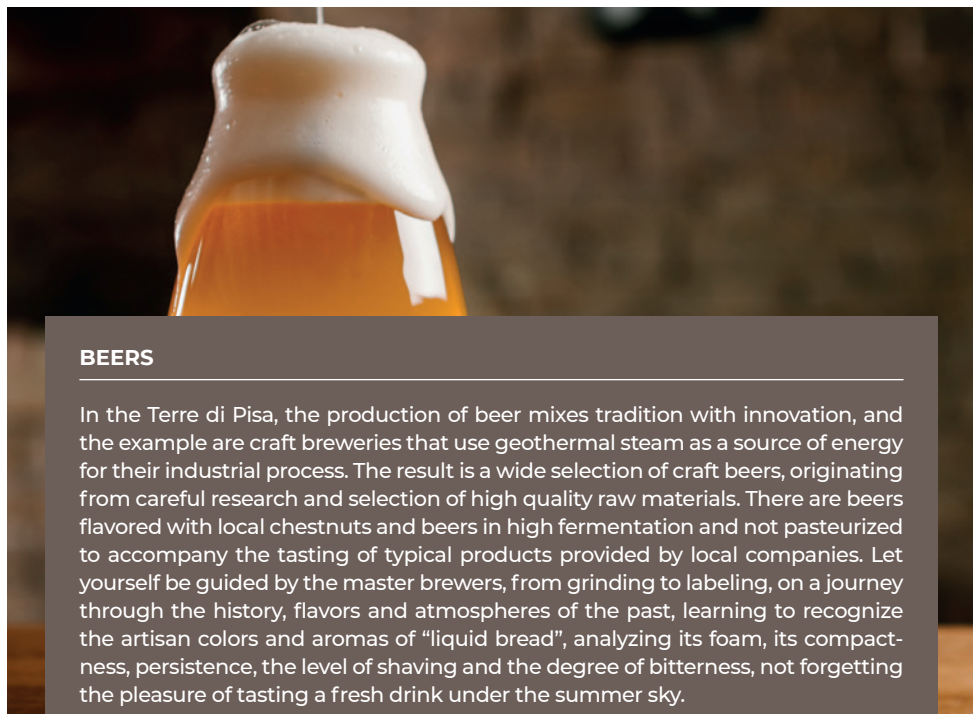 BEERS
In the Terre di Pisa, the production of beer mixes tradition with innovation, and
the example are craft breweries that use geothermal steam as a source of energy
for their industrial process. The result is a wide selection of craft beers, originating
from careful research and selection of high quality raw materials. There are beers
flavored with local chestnuts and beers in high fermentation and not pasteurized
to accompany the tasting of typical products provided by local companies. Let
yourself be guided by the master brewers, from grinding to labeling, on a journey
through the history, flavors and atmospheres of the past, learning to recognize
the artisan colors and aromas of “liquid bread”, analyzing its foam, its compact-
ness, persistence, the level of shaving and the degree of bitterness, not forgetting
the pleasure of tasting a fresh drink under the summer sky.